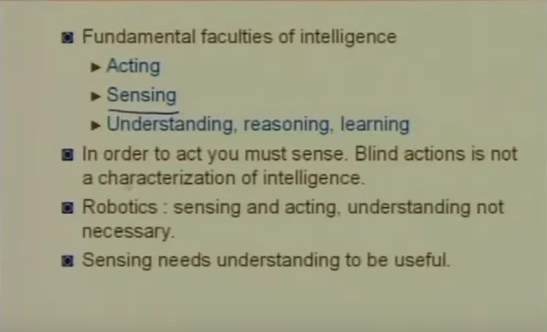 Fundamental faculties of intelligence
Acting
Sensing
Understanding, reasoning, learning
In order to act you must sense. Blind actions is not
a characterization of intelligence.
Robotics : sensing and acting, understanding not
necessary.
Sensing needs understanding to be useful.